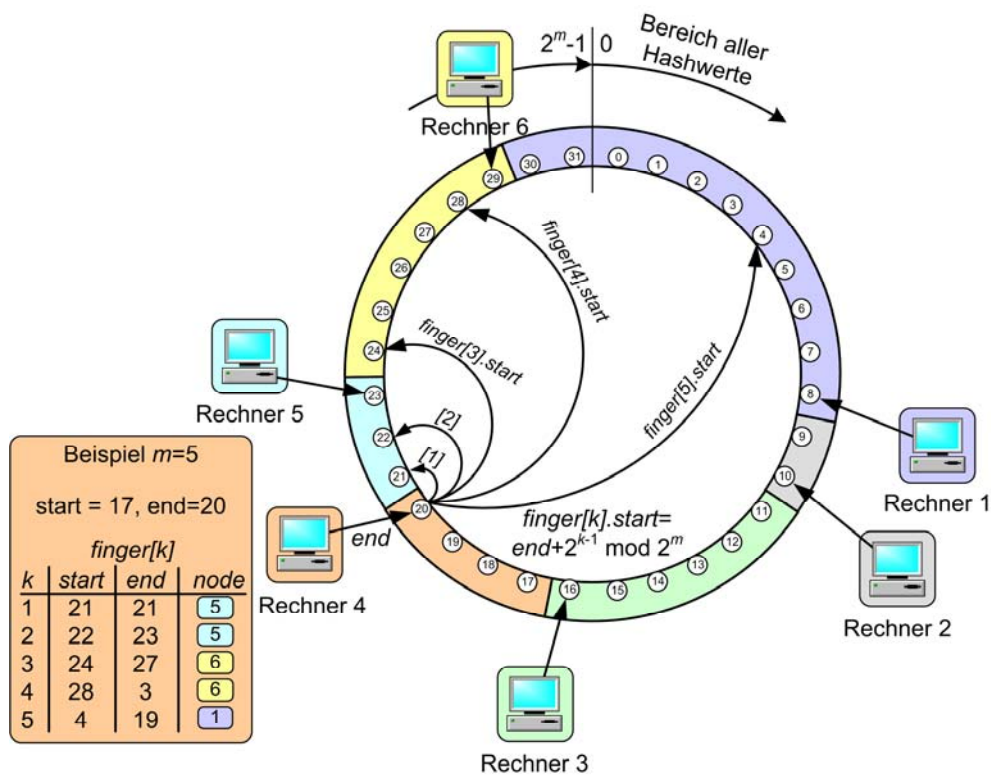 2^m-1 0
Bereich aller
Hashwerte
Rechner 6
30
31
0
1
2
3
4
5
6
7
8
9
10
11
12
13
14
15
16
17
18
19
20
21
22
23
24
25
26
27
28
29
finger[4].start
finger[3].start
finger[5].start
[2]
[1]
finger[k].start=
end+2^{k-1} mod 2^m
end
Rechner 5
Rechner 1
Rechner 2
Rechner 3
Rechner 4
Beispiel m=5
start = 17, end=20
finger[k]
k start end node
1 21 21 5
2 22 23 5
3 24 27 6
4 28 3 6
5 4 19 1